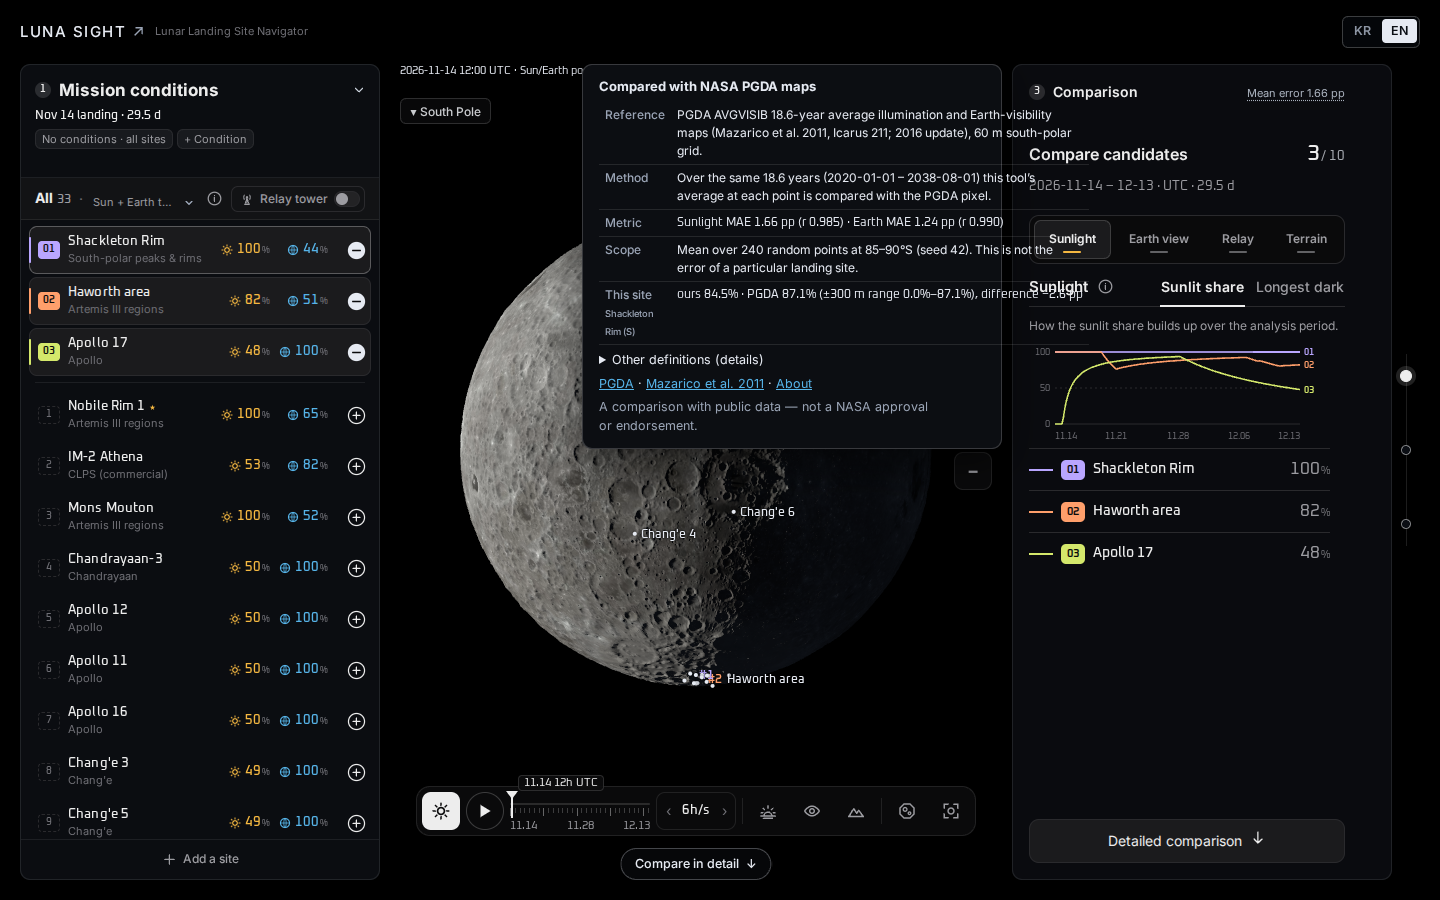 LUNA SIGHT ↗ Lunar Landing Site Navigator
KR EN
1 Mission conditions
Nov 14 landing · 29.5 d
No conditions · all sites + Condition
All 33 · Sun + Earth t... Relay tower
01 Shackleton Rim 100% 44%
South-polar peaks & rims
02 Haworth area 82% 51%
Artemis III regions
03 Apollo 17 48% 100%
Apollo
1 Nobile Rim 1 ★ 100% 65%
Artemis III regions
2 IM-2 Athena 53% 82%
CLPS (commercial)
3 Mons Mouton 100% 52%
Artemis III regions
4 Chandrayaan-3 50% 100%
Chandrayaan
5 Apollo 12 50% 100%
Apollo
6 Apollo 11 50% 100%
Apollo
7 Apollo 16 50% 100%
Apollo
8 Chang'e 3 49% 100%
Chang'e
9 Chang'e 5 49% 100%
Chang'e
+ Add a site
2026-11-14 12:00 UTC · Sun/Earth po
▾ South Pole
Compared with NASA PGDA maps
Reference PGDA AVGVISIB 18.6-year average illumination and Earth-visibility
maps (Mazarico et al. 2011, Icarus 211; 2016 update), 60 m south-polar
grid.
Method Over the same 18.6 years (2020-01-01 – 2038-08-01) this tool's
average at each point is compared with the PGDA pixel.
Metric Sunlight MAE 1.66 pp (r 0.985) · Earth MAE 1.24 pp (r 0.990)
Scope Mean over 240 random points at 85–90°S (seed 42). This is not the
error of a particular landing site.
This site ours 84.5% · PGDA 87.1% (±300 m range 0.0%–87.1%), difference −2.6 pp
Shackleton
Rim (S)
▶ Other definitions (details)
PGDA · Mazarico et al. 2011 · About
A comparison with public data — not a NASA approval
or endorsement.
−
Chang'e 6
Chang'e 4
#2 Haworth area
11.14 12h UTC
11.14 11.28 12.13
‹ 6h/s ›
Compare in detail ↓
3 Comparison Mean error 1.66 pp
Compare candidates 3 / 10
2026-11-14 – 12-13 · UTC · 29.5 d
Sunlight Earth view Relay Terrain
Sunlight Sunlit share Longest dark
How the sunlit share builds up over the analysis period.
100 01
02
50 03
0
11.14 11.21 11.28 12.06 12.13
01 Shackleton Rim 100%
02 Haworth area 82%
03 Apollo 17 48%
Detailed comparison ↓